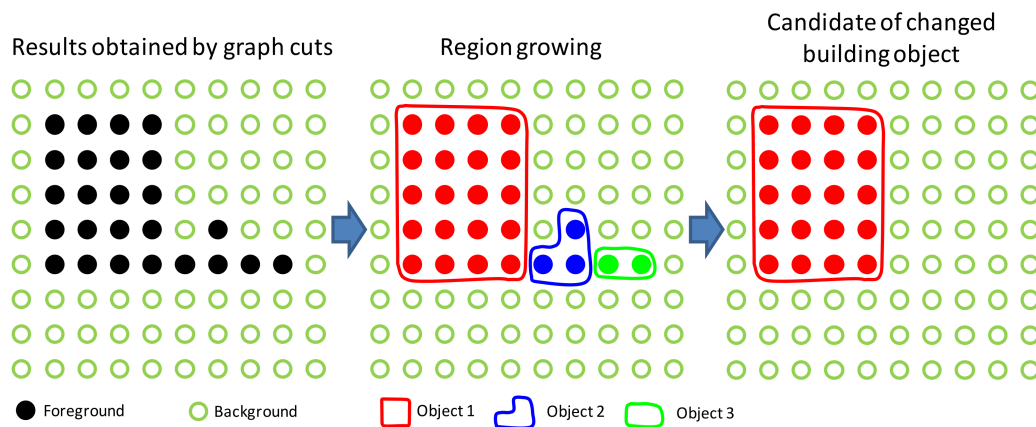 Results obtained by graph cuts
Region growing
Candidate of changed
building object
Foreground
Background
Object 1
Object 2
Object 3